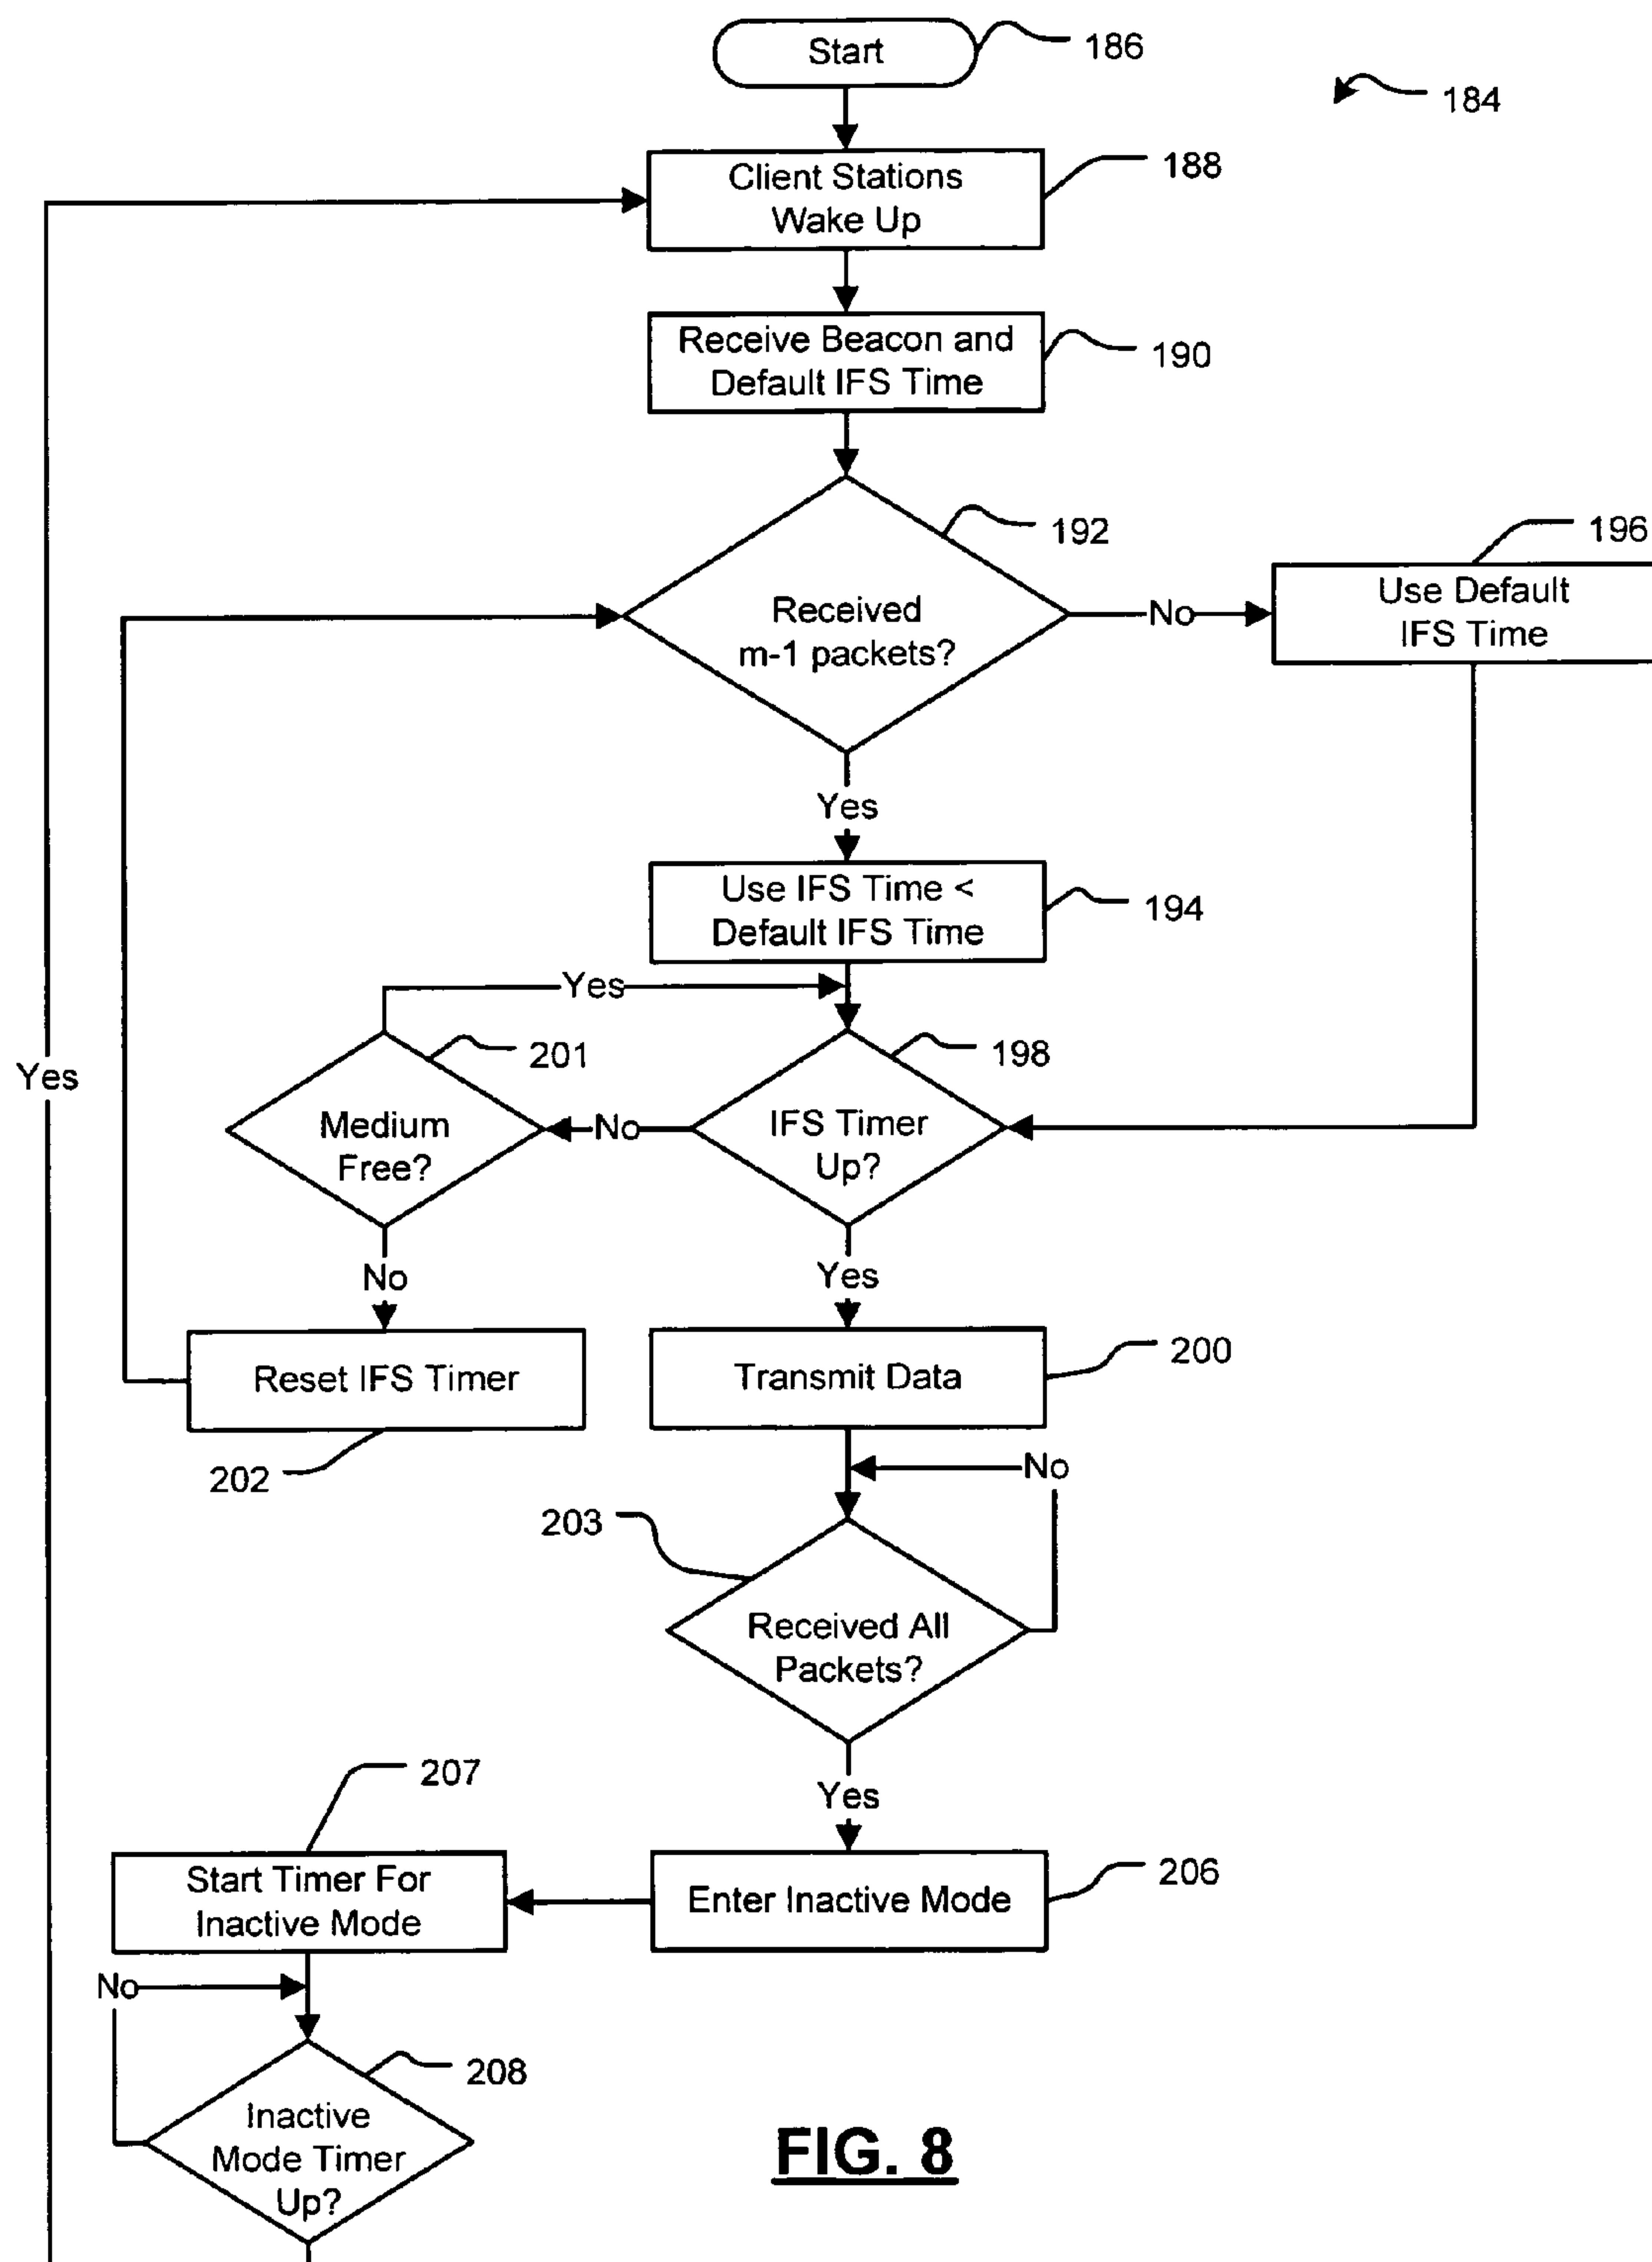 Start
186
184
Client Stations
Wake Up
188
Receive Beacon and
Default IFS Time
190
192
196
Received
m-1 packets?
No
Use Default
IFS Time
Yes
Use IFS Time <
Default IFS Time
194
Yes
201
198
Yes
Medium
Free?
No
IFS Timer
Up?
No
Yes
Reset IFS Timer
202
Transmit Data
200
No
203
Received All
Packets?
207
Yes
Start Timer For
Inactive Mode
Enter Inactive Mode
206
No
208
Inactive
Mode Timer
Up?
FIG. 8